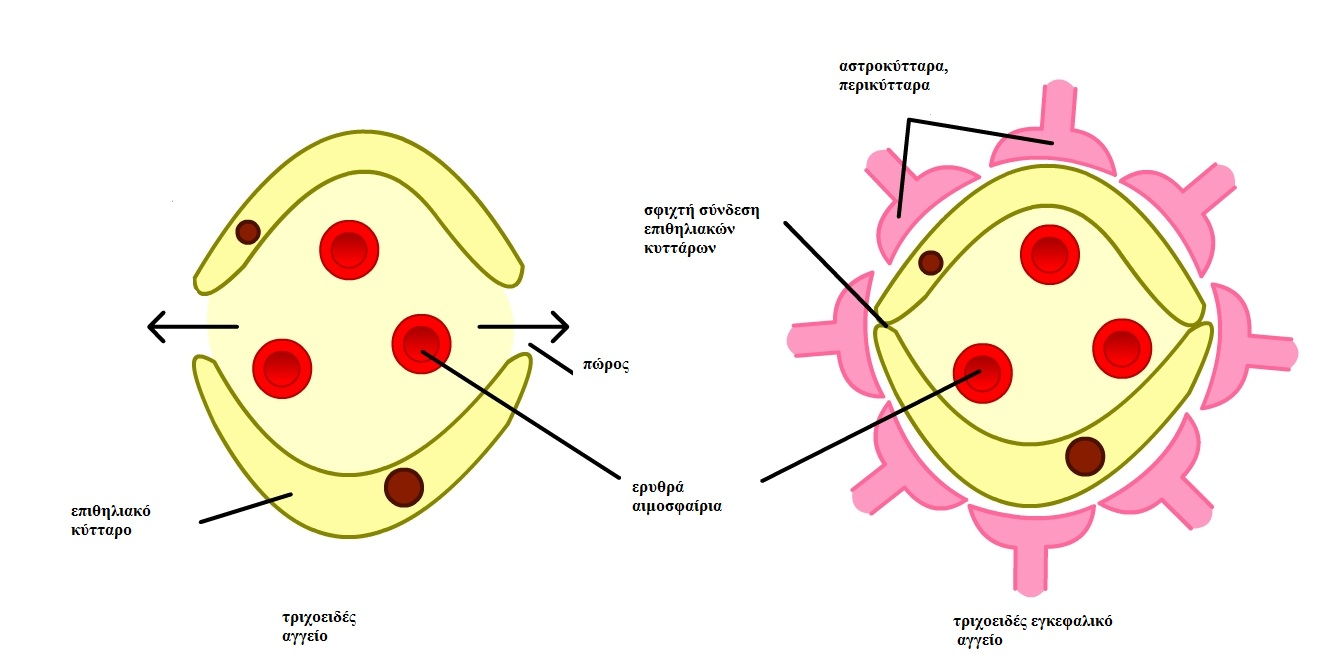 αστροκύτταρα,
περικύτταρα
σφιχτή σύνδεση
επιθηλιακών
κυττάρων
πώρος
ερυθρά
αιμοσφαίρια
επιθηλιακό
κύτταρο
τριχοειδές
αγγείο
τριχοειδές εγκεφαλικό
αγγείο